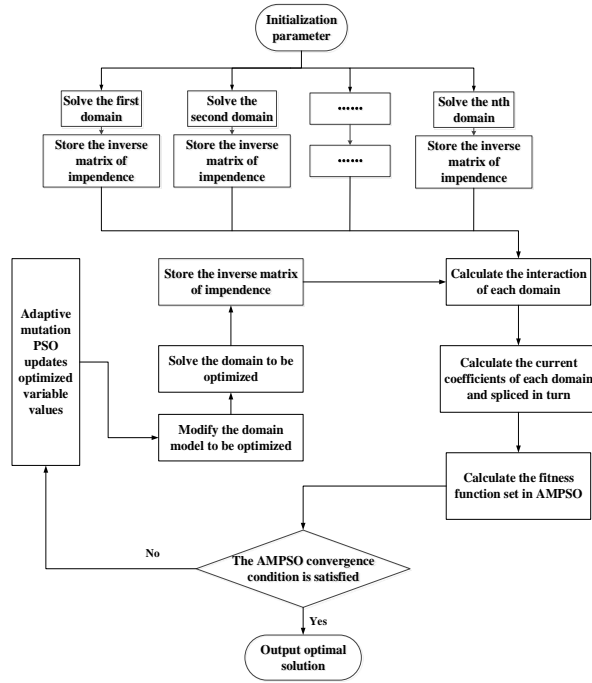 Initialization
parameter
Solve the first
domain
Solve the
second domain
......
Solve the nth
domain
Store the inverse
matrix of
impendence
Store the inverse
matrix of
impendence
......
Store the inverse
matrix of
impendence
Store the inverse matrix
of impendence
Calculate the interaction
of each domain
Adaptive
mutation
PSO
updates
optimized
variable
values
Solve the domain to be
optimized
Calculate the current
coefficients of each domain
and spliced in turn
Modify the domain
model to be optimized
Calculate the fitness
function set in AMPSO
No
The AMPSO convergence
condition is satisfied
Yes
Output optimal
solution